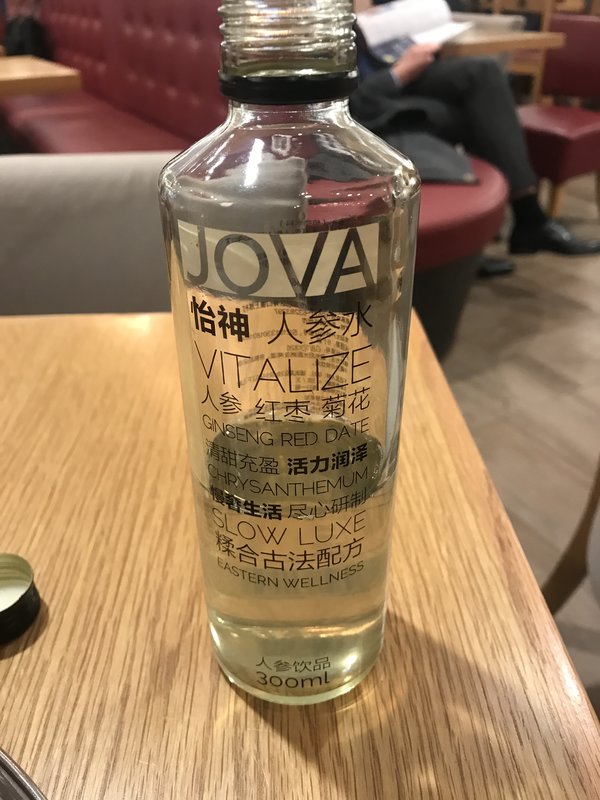 JOVA
怡神 人参水
VITALIZE
人参 红枣 菊花
GINSENG RED DATE
清甜充盈 活力润泽
CHRYSANTHEMUM
慢奢生活 尽心研制
SLOW LUXE
糅合古法配方
EASTERN WELLNESS
人参饮品
300ml